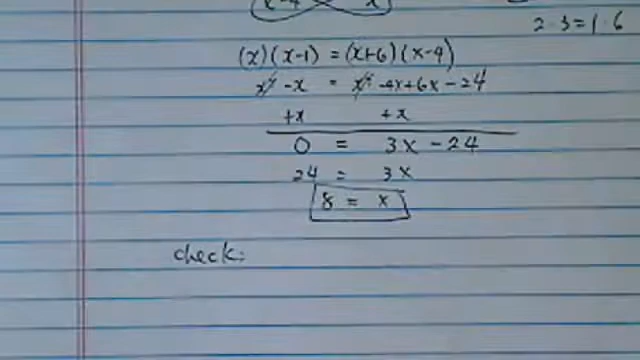 x-4 x
2·3=1·6
(x)(x-1) = (x+6)(x-4)
x² -x = x² -4x+6x-24
+x +x
0 = 3x - 24
24 = 3x
8 = x
check: